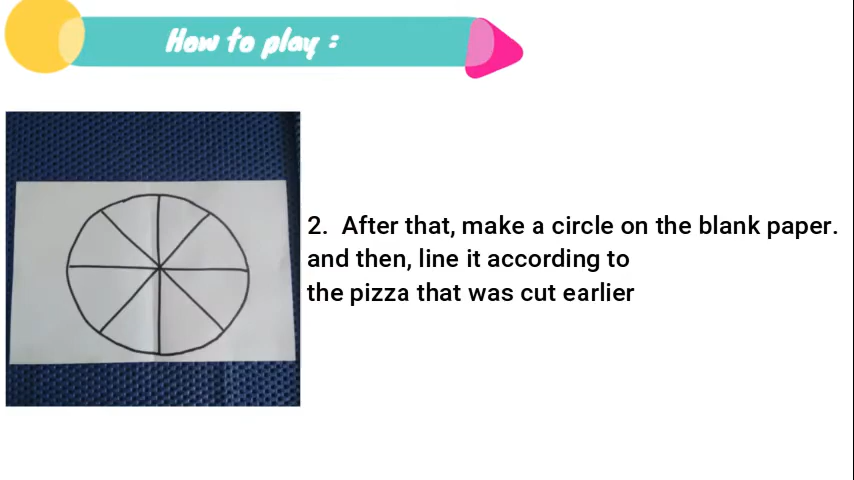 How to play :
2. After that, make a circle on the blank paper.
and then, line it according to
the pizza that was cut earlier